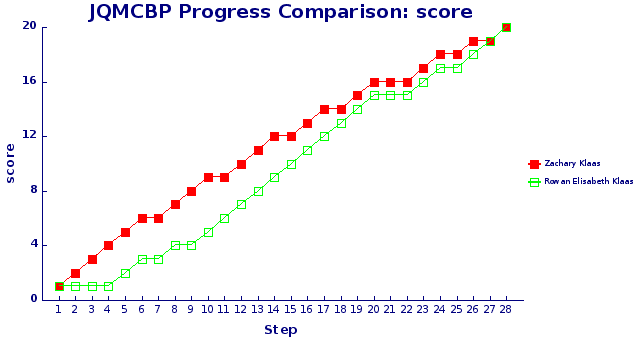 JQMCBP Progress Comparison: score
20
16
12
8
4
0
score
1 2 3 4 5 6 7 8 9 10 11 12 13 14 15 16 17 18 19 20 21 22 23 24 25 26 27 28
Step
Zachary Klaas
Rowan Elisabeth Klaas